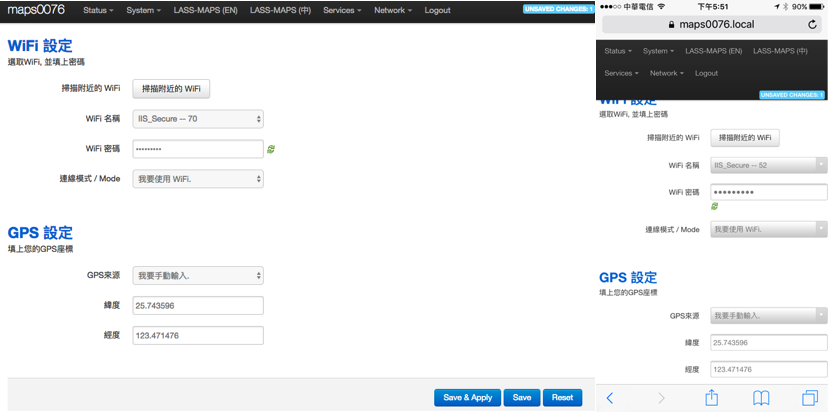 maps0076 Status System LASS-MAPS (EN) LASS-MAPS (中) Services Network Logout UNSAVED CHANGES: 1
WiFi 設定
選取WiFi, 並填上密碼
掃描附近的 WiFi 掃描附近的 WiFi
WiFi 名稱 IIS_Secure -- 70
WiFi 密碼 •••••••••
連線模式 / Mode 我要使用 WiFi.
GPS 設定
填上您的GPS座標
GPS來源 我要手動輸入.
緯度 25.743596
經度 123.471476
Save & Apply Save Reset
中華電信 下午5:51 90%
maps0076.local
Status System LASS-MAPS (EN) LASS-MAPS (中)
Services Network Logout
UNSAVED CHANGES: 1
WiFi 設定
選取WiFi, 並填上密碼
掃描附近的 WiFi 掃描附近的 WiFi
WiFi 名稱 IIS_Secure -- 52
WiFi 密碼 •••••••••
連線模式 / Mode 我要使用 WiFi.
GPS 設定
填上您的GPS座標
GPS來源 我要手動輸入.
緯度 25.743596
經度 123.471476